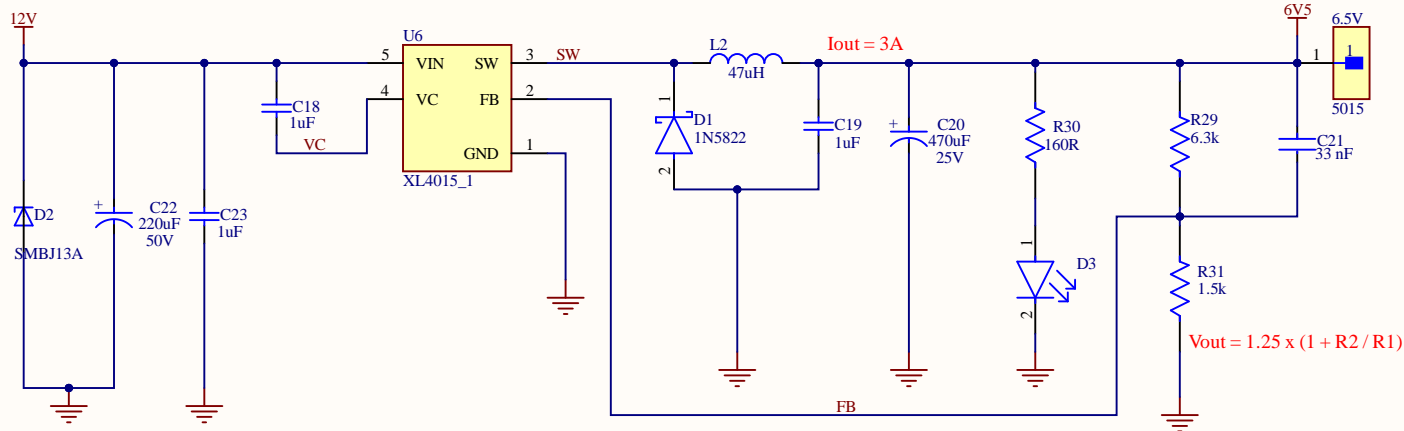 12V
U6
5
VIN
SW
3
SW
4
VC
FB
2
GND
1
XL4015_1
C18
1uF
VC
D2
SMBJ13A
C22
220uF
50V
+
C23
1uF
L2
47uH
Iout = 3A
1
D1
1N5822
2
C19
1uF
+
C20
470uF
25V
R30
160R
1
D3
2
R29
6.3k
R31
1.5k
C21
33 nF
6V5
6.5V
1
1
5015
Vout = 1.25 x (1 + R2 / R1)
FB